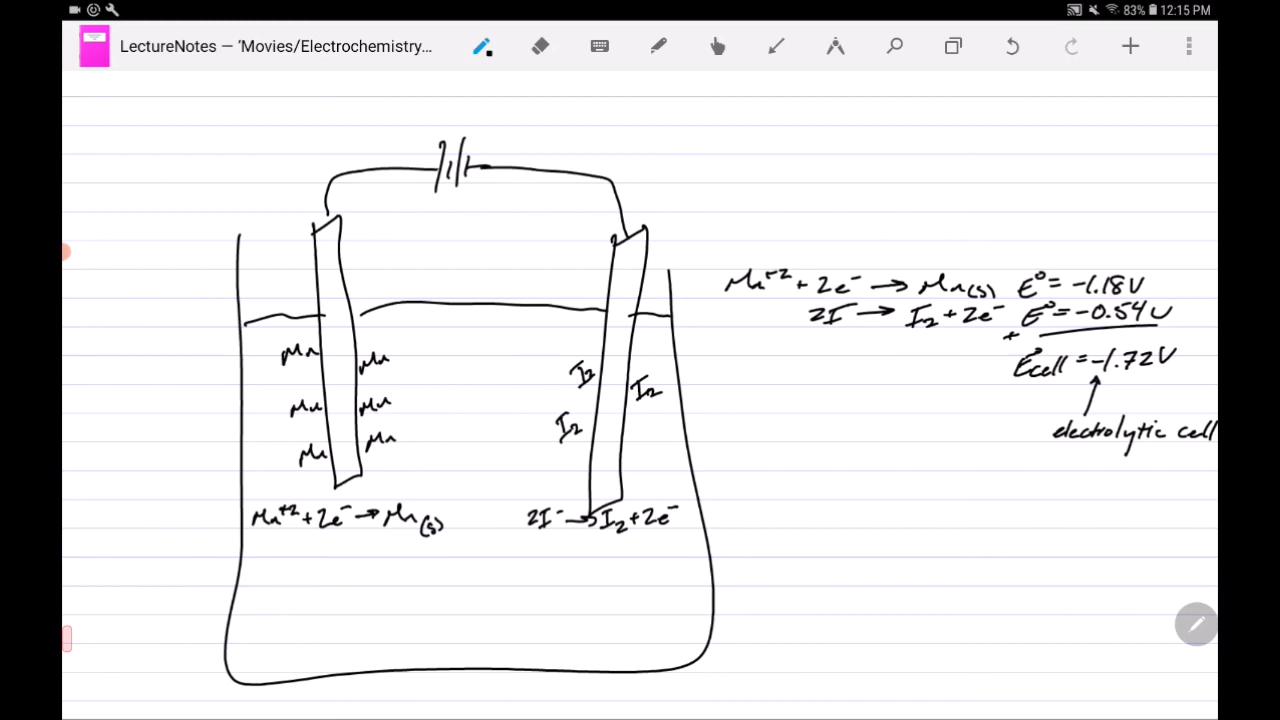 83% 12:15 PM
LectureNotes — ‘Movies/Electrochemistry...
Mn⁺² + 2e⁻ → Mn(s) E° = -1.18V
2I⁻ → I₂ + 2e⁻ E° = -0.54V
+
E°cell = -1.72V
electrolytic cell
Mn Mn
Mn Mn
Mn Mn
I₂ I₂
I₂
Mn⁺² + 2e⁻ → Mn(s)
2I⁻ → I₂ + 2e⁻